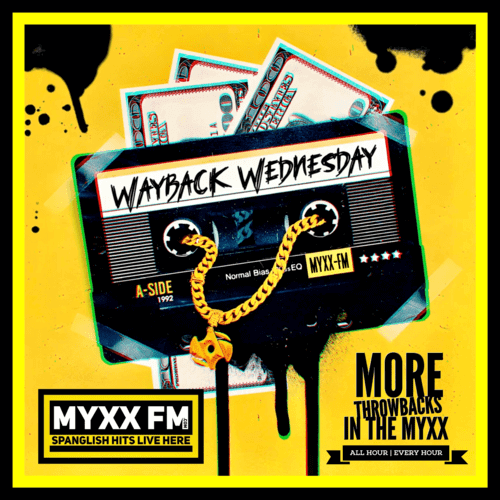 WAYBACK WEDNESDAY
Normal Bias EQ
MYXX-FM
A-SIDE
1992
MYXX FM
SPANGLISH HITS LIVE HERE
MORE
THROWBACKS
IN THE MYXX
ALL HOUR | EVERY HOUR